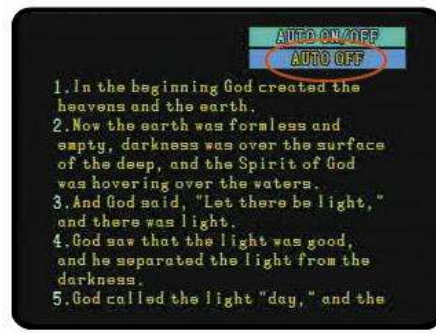 AUTO ON/OFF
AUTO OFF
1.In the beginning God created the
heavens and the earth.
2.Now the earth was formless and
empty, darkness was over the surface
of the deep, and the Spirit of God
was hovering over the waters.
3.And God said, "Let there be light,"
and there was light.
4.God saw that the light was good,
and he separated the light from the
darkness.
5.God called the light "day," and the